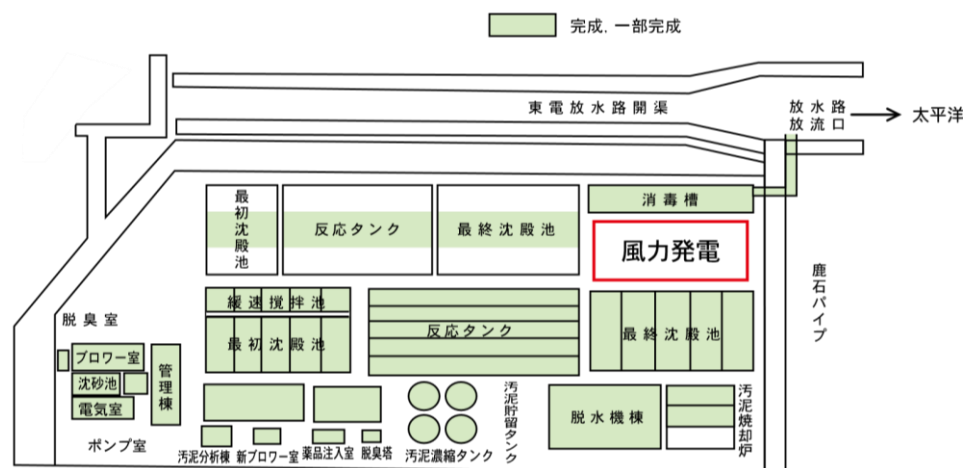 完成, 一部完成
東電放水路開渠
放水路
放流口
太平洋
最初沈殿池
反応タンク
最終沈殿池
消毒槽
風力発電
鹿石パイプ
緩速撹拌池
最初沈殿池
反応タンク
最終沈殿池
脱臭室
ブロワー室
沈砂池
電気室
管理棟
ポンプ室
汚泥分析棟
新ブロワー室
薬品注入室
脱臭塔
汚泥濃縮タンク
汚泥貯留タンク
脱水機棟
汚泥焼却炉